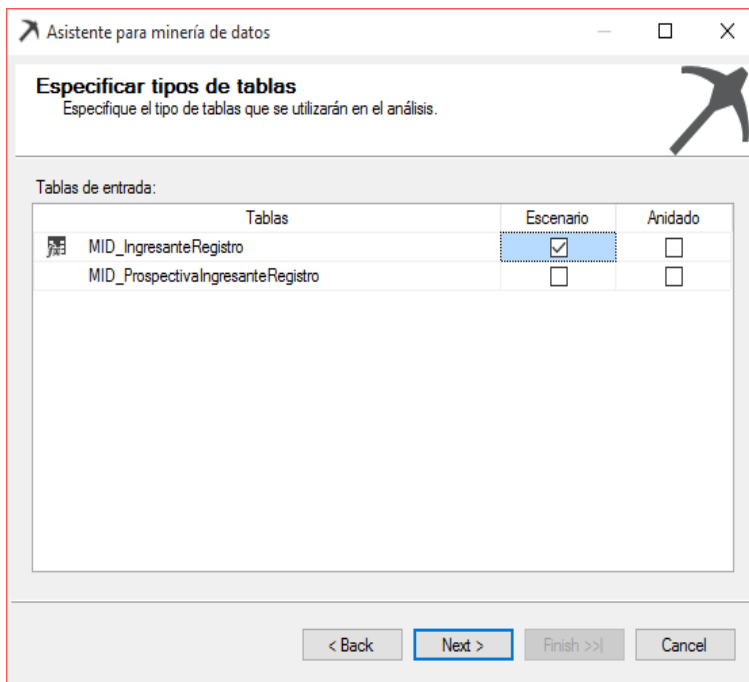 Asistente para minería de datos
Especificar tipos de tablas
Especifique el tipo de tablas que se utilizarán en el análisis.
Tablas de entrada:
Tablas Escenario Anidado
MID_IngresanteRegistro
MID_ProspectivaIngresanteRegistro
< Back Next > Finish >>| Cancel